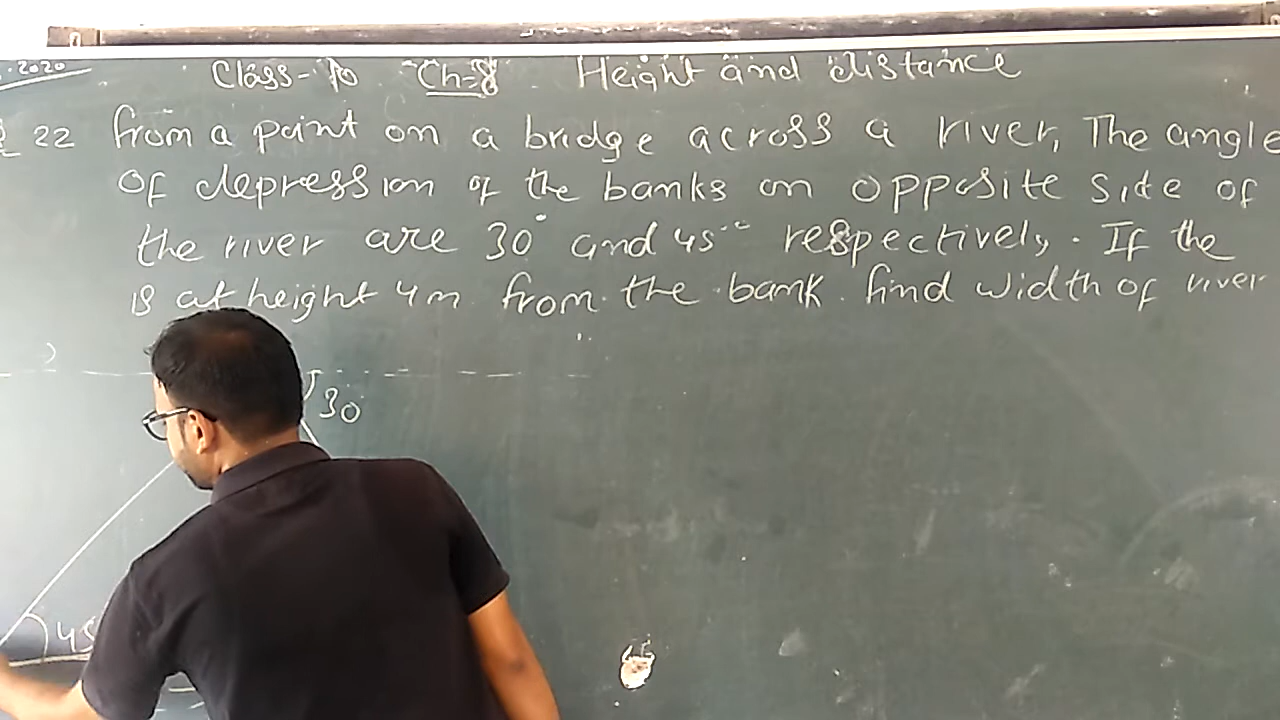 .2020
Class-10 Ch=8 Height and distance
Q 22 from a point on a bridge across a river, The angle
of depression of the banks on opposite side of
the river are 30° and 45° respectively. If the
is at height 4m from the bank. find width of river
30
45